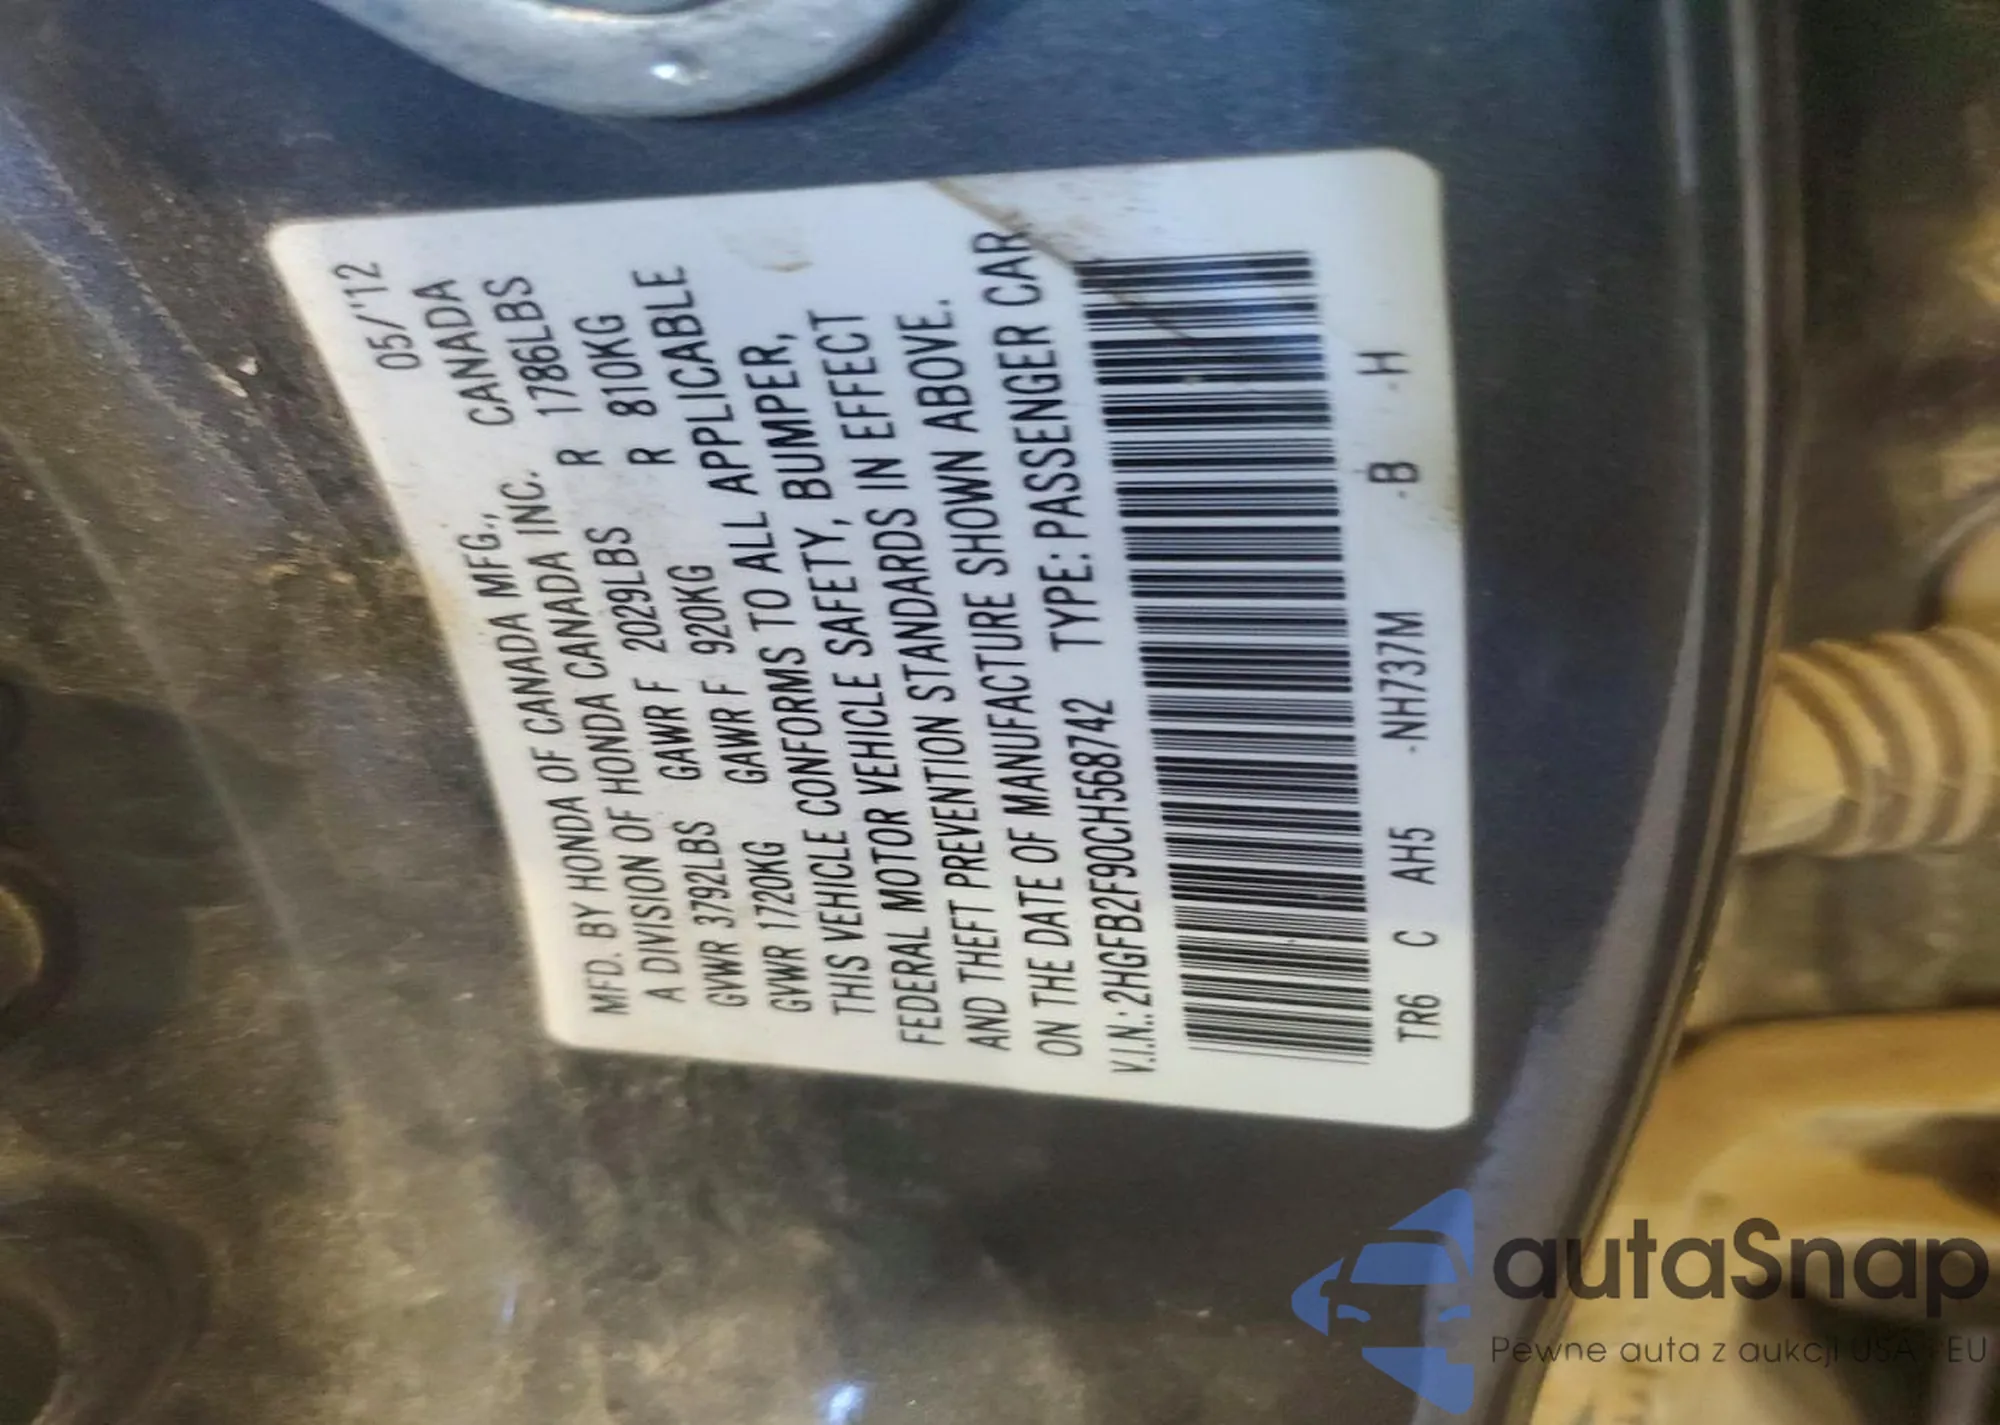 05/'12
MFD. BY HONDA OF CANADA MFG., CANADA
A DIVISION OF HONDA CANADA INC. CANADA
GVWR 3792LBS GAWR F 2029LBS R 1786LBS
GVWR 1720KG GAWR F 920KG R 810KG
THIS VEHICLE CONFORMS TO ALL APPLICABLE
FEDERAL MOTOR VEHICLE SAFETY, BUMPER,
AND THEFT PREVENTION STANDARDS IN EFFECT
ON THE DATE OF MANUFACTURE SHOWN ABOVE.
V.I.N.: 2HGFB2F90CH568742 TYPE: PASSENGER CAR
TR6 C AH5 -NH737M -B -H
autaSnap
Pewne auta z aukcji USA i EU